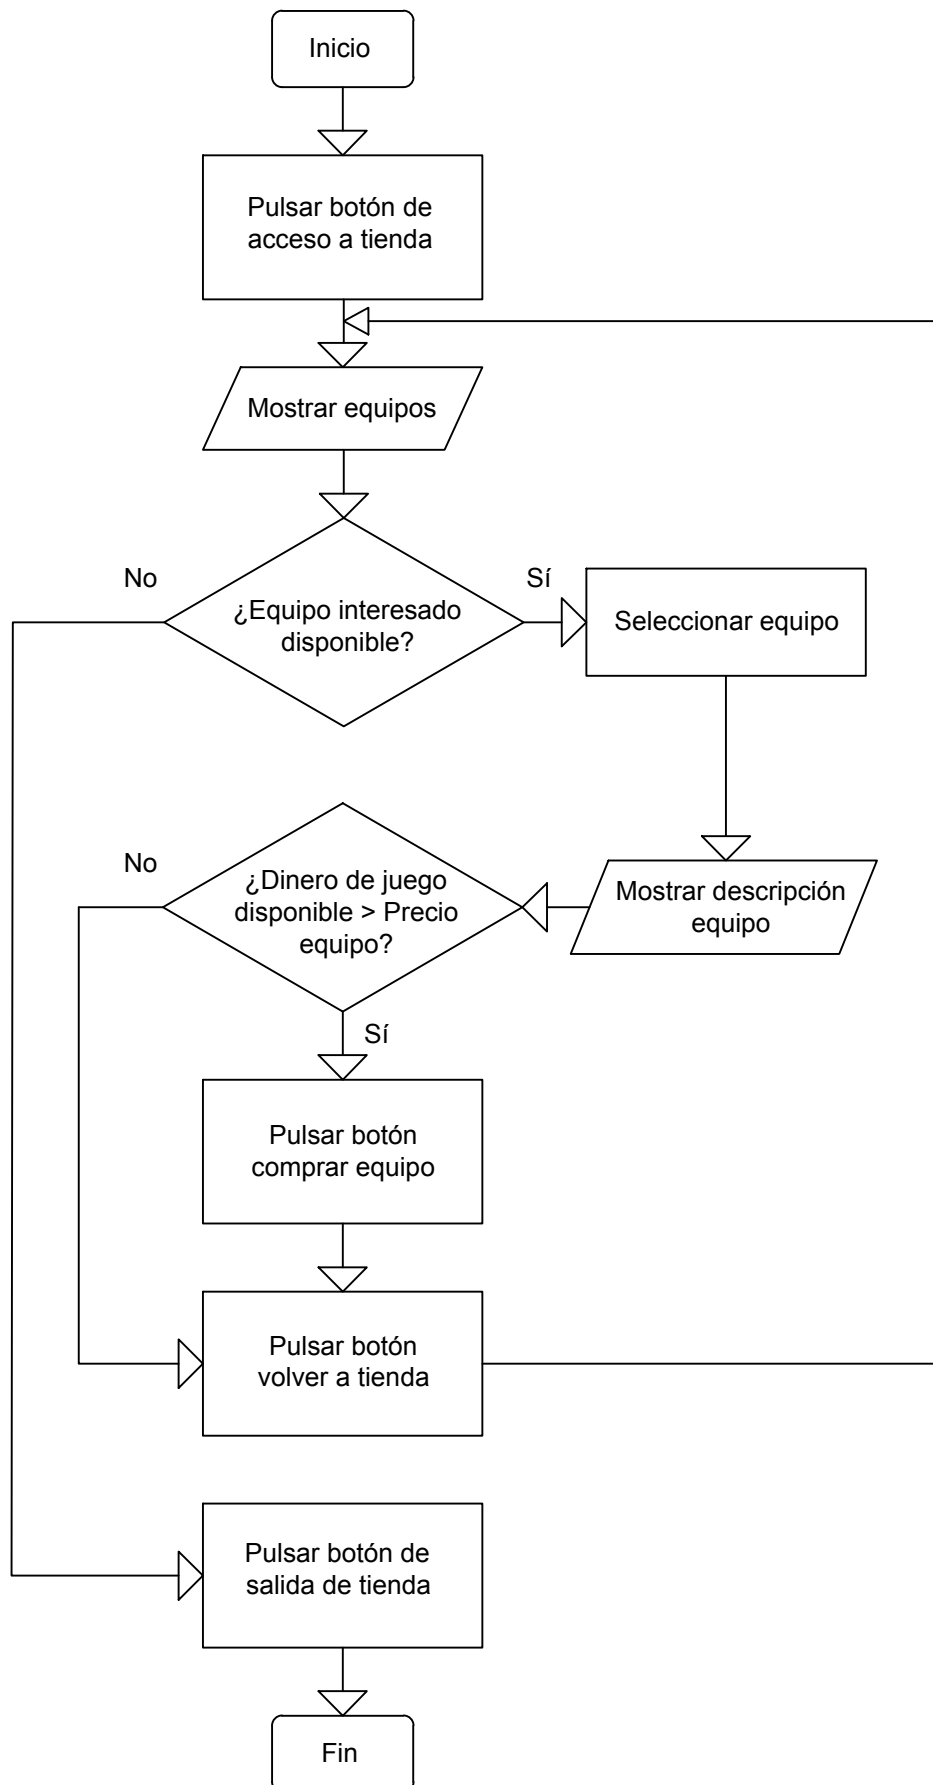 Inicio
Pulsar botón de
acceso a tienda
Mostrar equipos
No
¿Equipo interesado
disponible?
Sí
Seleccionar equipo
No
¿Dinero de juego
disponible > Precio
equipo?
Mostrar descripción
equipo
Sí
Pulsar botón
comprar equipo
Pulsar botón
volver a tienda
Pulsar botón de
salida de tienda
Fin